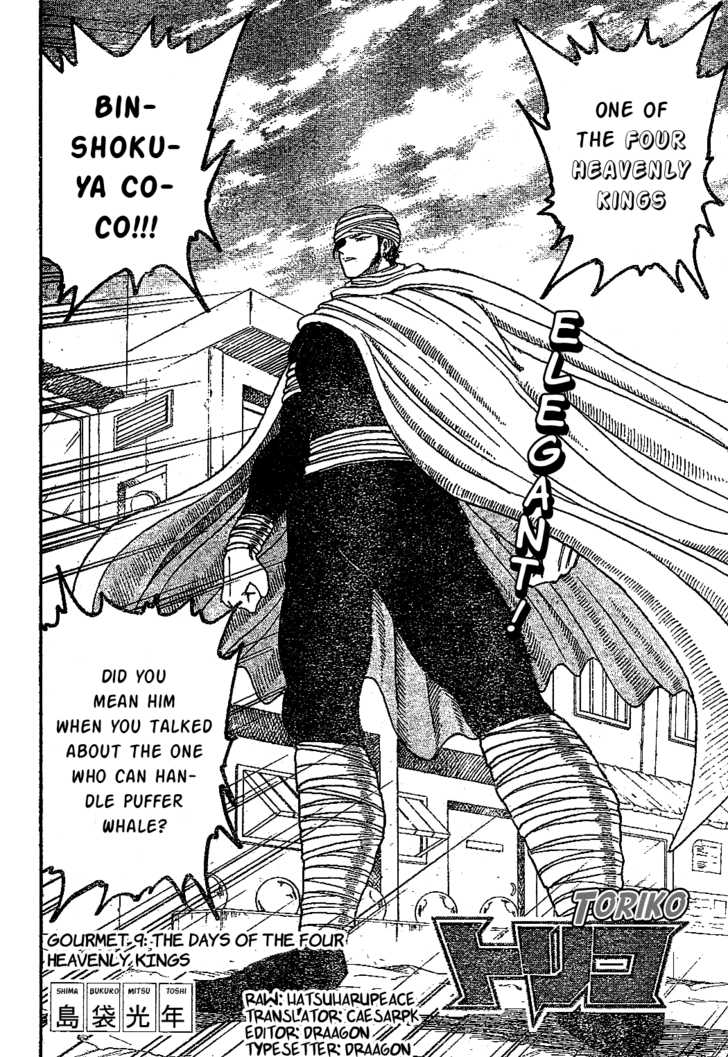 ONE OF
THE FOUR
HEAVENLY
KINGS
BIN-
SHOKU-
YA CO-
CO!!!
ELEGANT!
DID YOU
MEAN HIM
WHEN YOU TALKED
ABOUT THE ONE
WHO CAN HAN-
DLE PUFFER
WHALE?
TORIKO
トリコ
GOURMET 9: THE DAYS OF THE FOUR
HEAVENLY KINGS
SHIMA BUKURO MITSU TOSHI
島袋光年
RAW: HATSUHARUPEACE
TRANSLATOR: CAESARPK
EDITOR: DRAAGON
TYPESETTER: DRAAGON